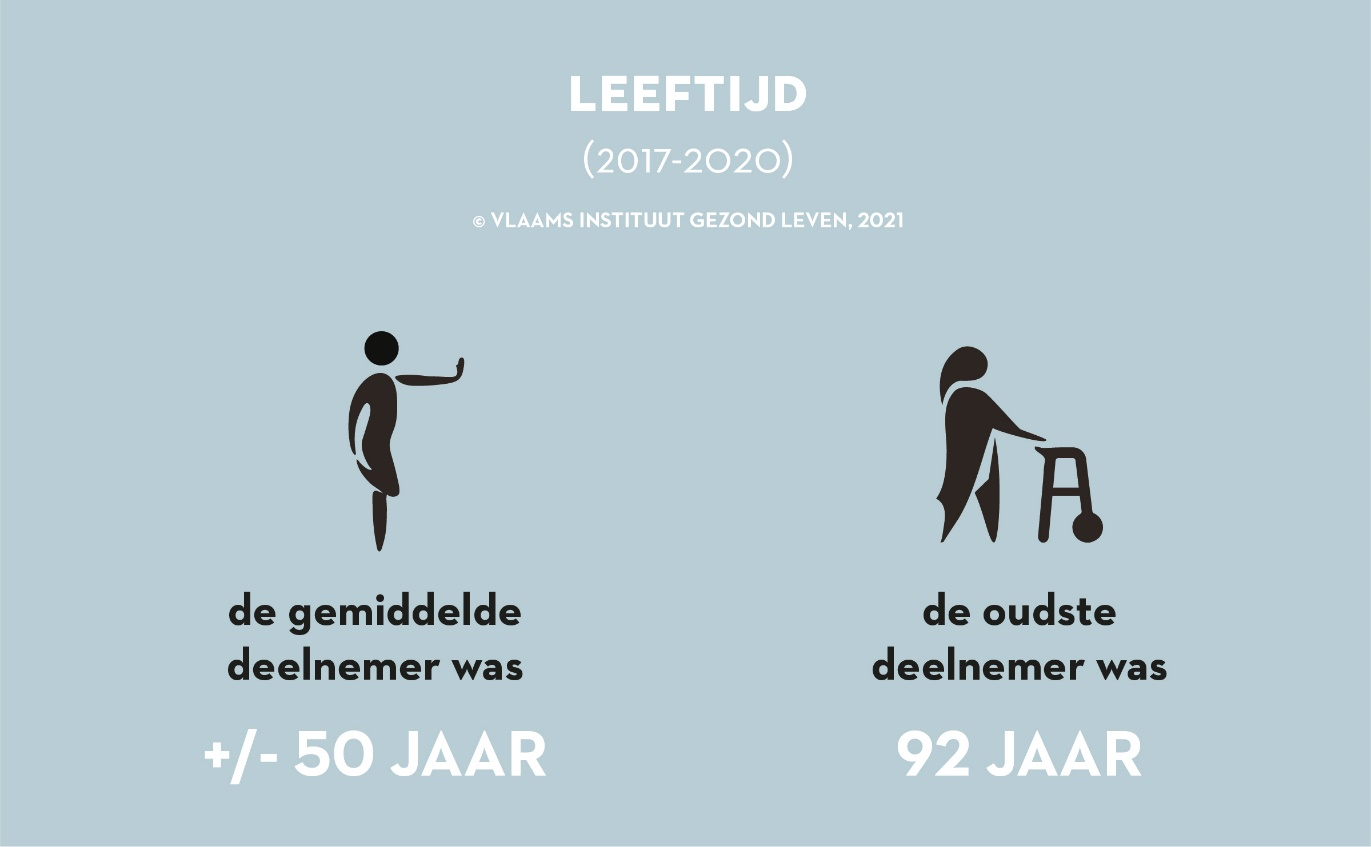 LEEFTIJD
(2017-2020)
© VLAAMS INSTITUUT GEZOND LEVEN, 2021
de gemiddelde
deelnemer was
+/- 50 JAAR
de oudste
deelnemer was
92 JAAR